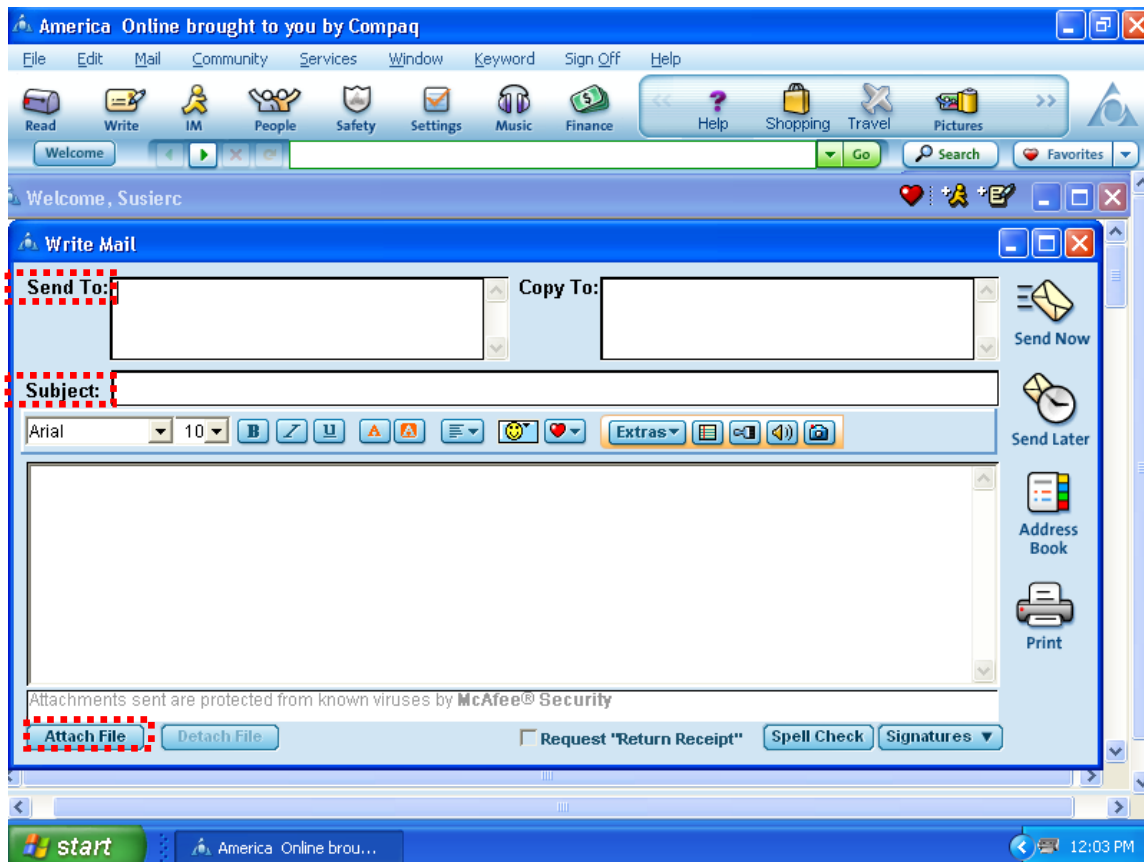 America Online brought to you by Compaq
File Edit Mail Community Services Window Keyword Sign Off Help
Read Write IM People Safety Settings Music Finance << Help Shopping Travel Pictures >>
Welcome Go Search Favorites
Welcome, Susierc
Write Mail
Send To: Copy To:
Send Now
Subject:
Arial 10 B I U A A Extras
Send Later
Address
Book
Print
Attachments sent are protected from known viruses by McAfee® Security
Attach File Detach File Request "Return Receipt" Spell Check Signatures
start America Online brou... 12:03 PM